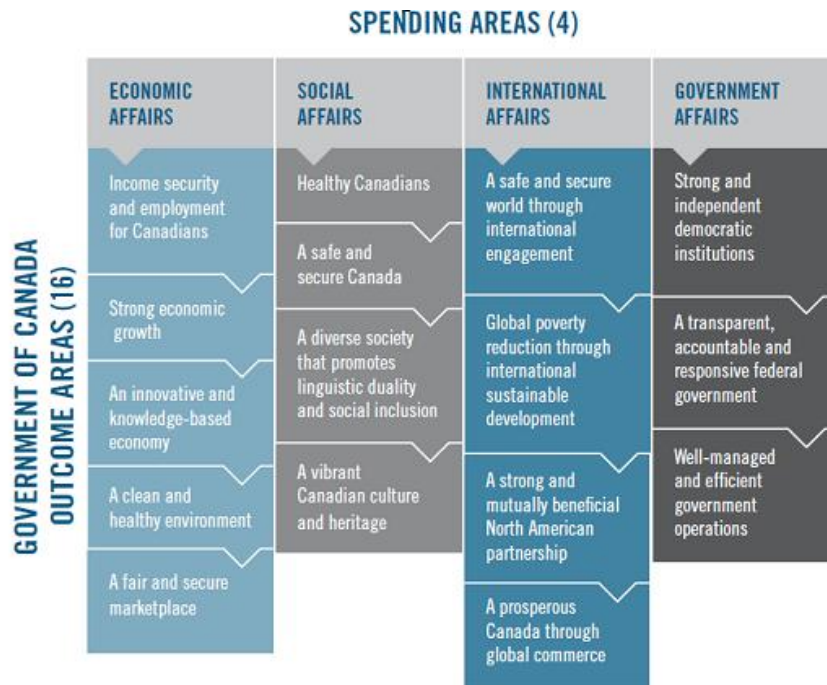 SPENDING AREAS (4)
GOVERNMENT OF CANADA
OUTCOME AREAS (16)
ECONOMIC
AFFAIRS
Income security
and employment
for Canadians
Strong economic
growth
An innovative and
knowledge-based
economy
A clean and
healthy environment
A fair and secure
marketplace
SOCIAL
AFFAIRS
Healthy Canadians
A safe and
secure Canada
A diverse society
that promotes
linguistic duality
and social inclusion
A vibrant
Canadian culture
and heritage
INTERNATIONAL
AFFAIRS
A safe and secure
world through
international
engagement
Global poverty
reduction through
international
sustainable
development
A strong and
mutually beneficial
North American
partnership
A prosperous
Canada through
global commerce
GOVERNMENT
AFFAIRS
Strong and
independent
democratic
institutions
A transparent,
accountable and
responsive federal
government
Well-managed
and efficient
government
operations